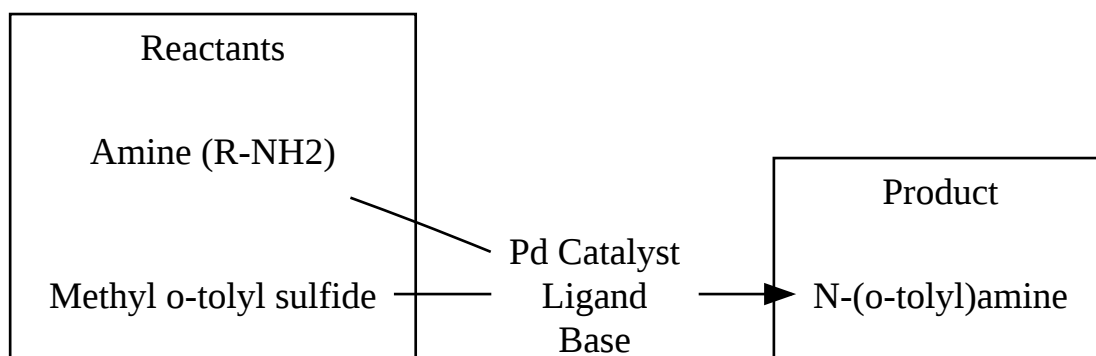 Reactants
Amine (R-NH2)
Methyl o-tolyl sulfide
Pd Catalyst
Ligand
Base
Product
N-(o-tolyl)amine